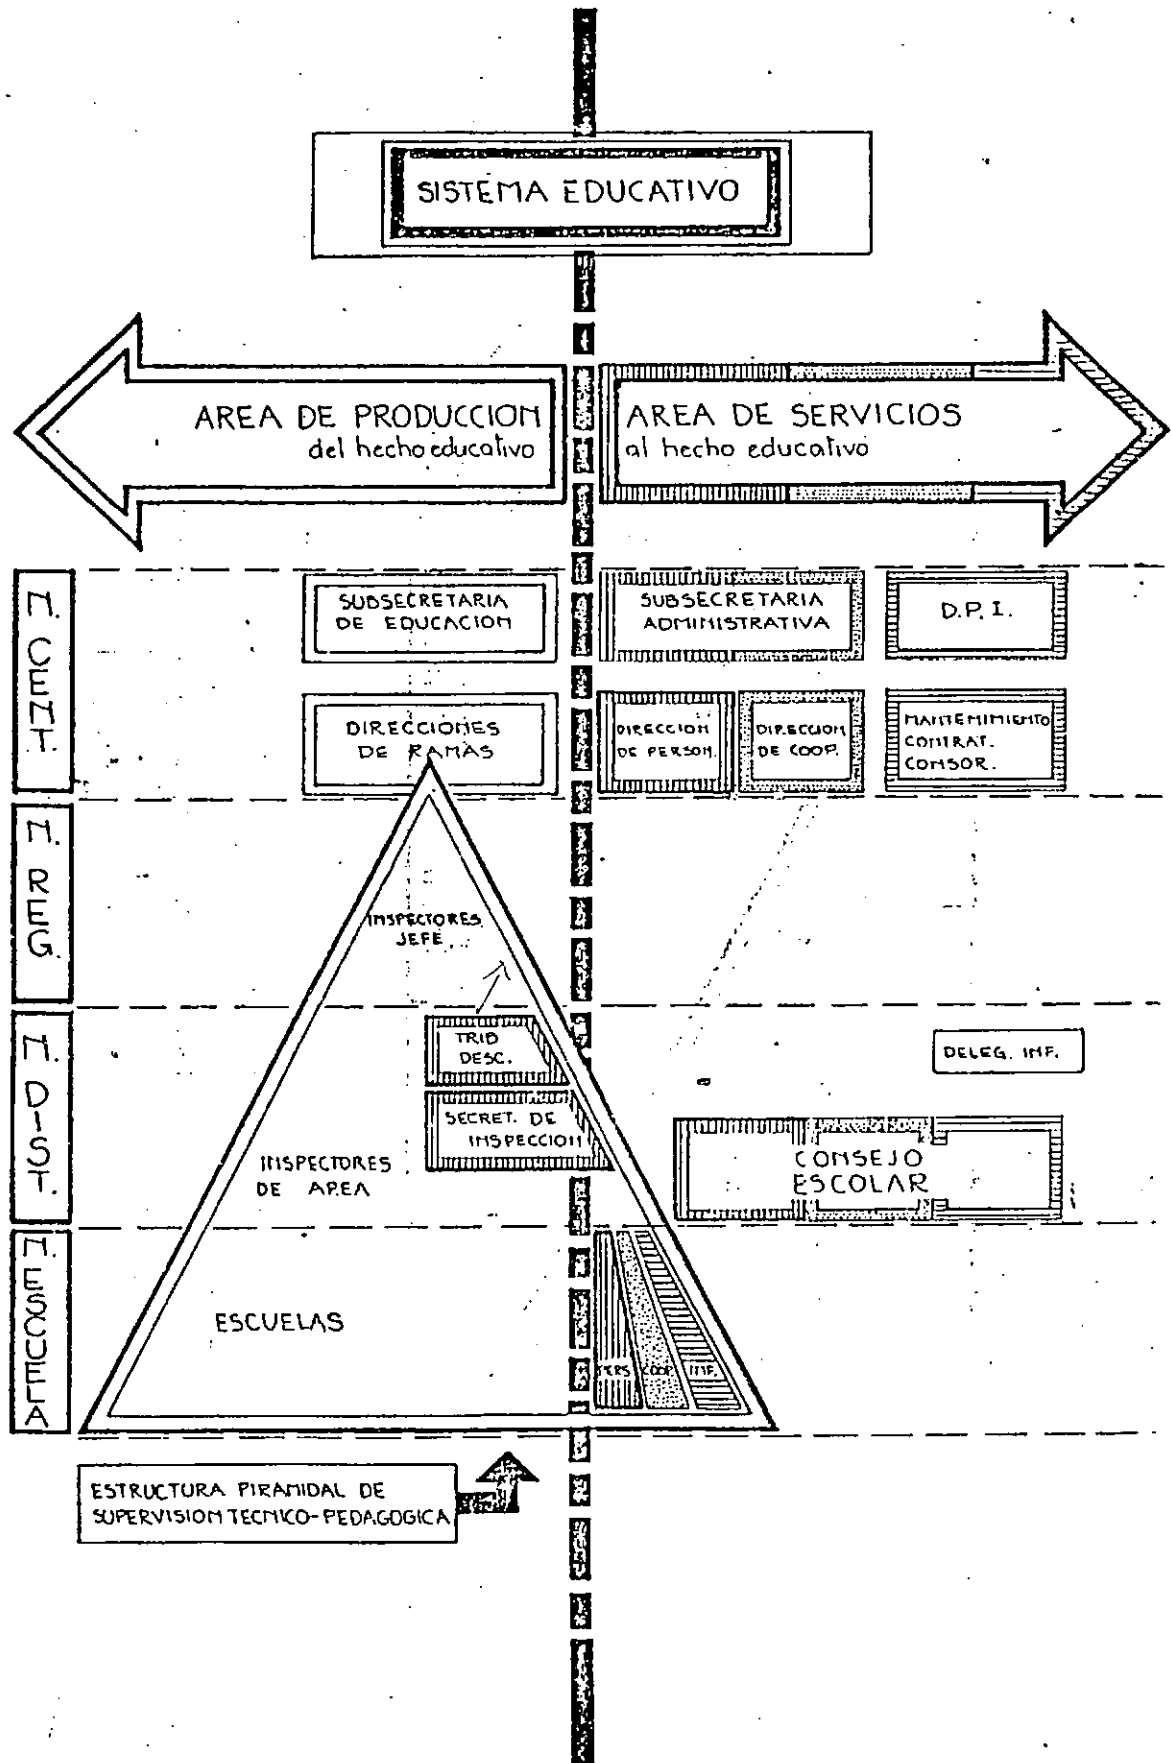 SISTEMA EDUCATIVO
AREA DE PRODUCCION
del hecho educativo
AREA DE SERVICIOS
al hecho educativo
N. CENT.
SUBSECRETARIA
DE EDUCACION
SUBSECRETARIA
ADMINISTRATIVA
D.P.I.
DIRECCIONES
DE RAMAS
DIRECCION
DE PERSON.
DIRECCION
DE COOP.
MANTENIMIENTO
CONTRAT.
CONSOR.
N. REG.
INSPECTORES
JEFE
N. DIST.
TRIB
DESC.
DELEG. INF.
SECRET. DE
INSPECCION
CONSEJO
ESCOLAR
INSPECTORES
DE AREA
N. ESCUELA
ESCUELAS
PERS. COOP. INF.
ESTRUCTURA PIRAMIDAL DE
SUPERVISION TECNICO-PEDAGOGICA